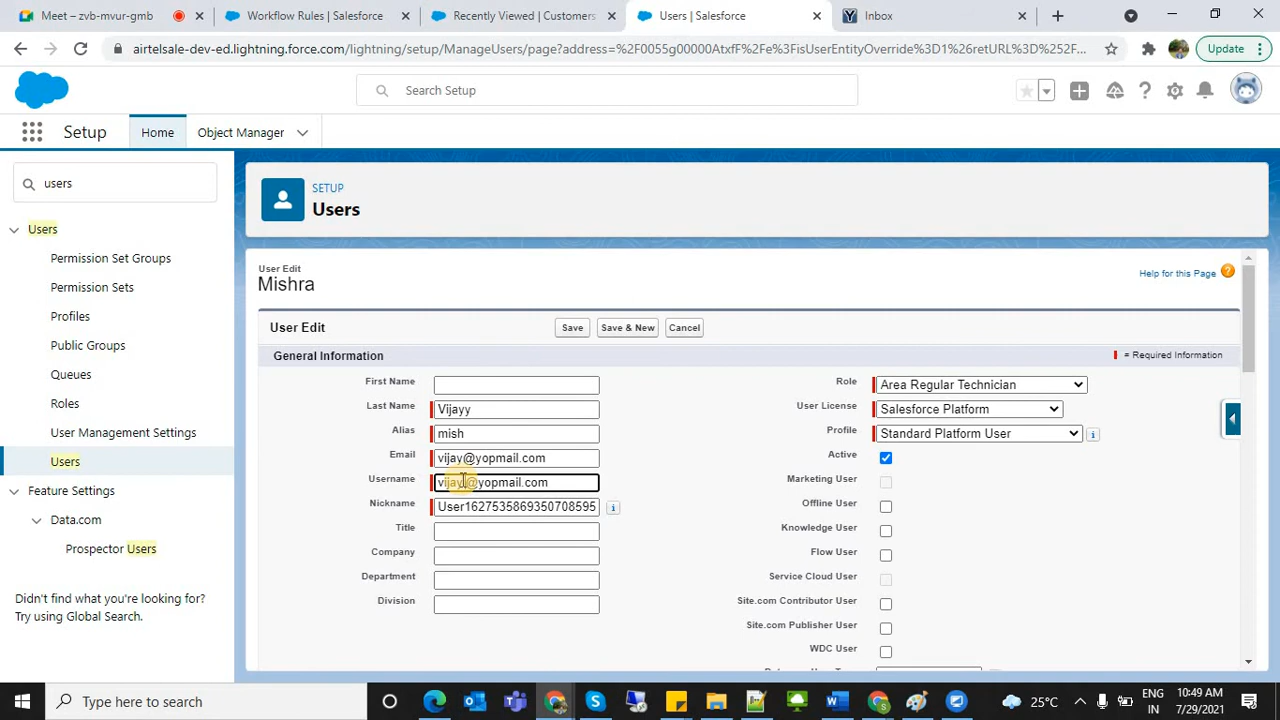 Meet – zvb-mvur-gmb
Workflow Rules | Salesforce
Recently Viewed | Customers
Users | Salesforce
Inbox
airtelsale-dev-ed.lightning.force.com/lightning/setup/ManageUsers/page?address=%2F0055g00000AtxfF%2Fe%3FisUserEntityOverride%3D1%26retURL%3D%252F...
Update
Search Setup
Setup
Home
Object Manager
users
Users
Permission Set Groups
Permission Sets
Profiles
Public Groups
Queues
Roles
User Management Settings
Users
Feature Settings
Data.com
Prospector Users
Didn't find what you're looking for?
Try using Global Search.
SETUP
Users
User Edit
Mishra
Help for this Page
User Edit
Save
Save & New
Cancel
General Information
= Required Information
First Name
Last Name Vijayy
Alias mish
Email vijay@yopmail.com
Username @yopmail.com
Nickname User1627535869350708595
Title
Company
Department
Division
Role Area Regular Technician
User License Salesforce Platform
Profile Standard Platform User
Active
Marketing User
Offline User
Knowledge User
Flow User
Service Cloud User
Site.com Contributor User
Site.com Publisher User
WDC User
Type here to search
25°C
ENG
IN
10:49 AM
7/29/2021